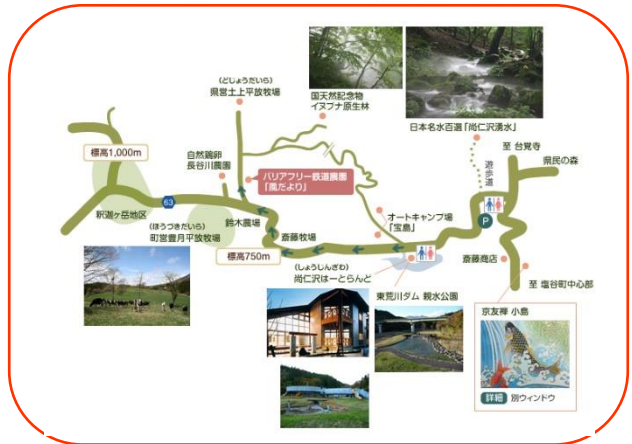 (どじょうだいら)
県営土上平放牧場
国天然記念物
イヌブナ原生林
日本名水百選「尚仁沢湧水」
至 台覚寺
県民の森
遊歩道
標高1,000m
自然鶏卵
長谷川農園
バリアフリー鉄道農園
「風だより」
63
釈迦ヶ岳地区
(ほうづきだいら)
町営豊月平放牧場
鈴木農場
斎藤牧場
標高750m
オートキャンプ場
「宝島」
P
斎藤商店
(しょうじんざわ)
尚仁沢はーとらんど
東荒川ダム 親水公園
至 塩谷町中心部
京友禅 小島
詳細 別ウィンドウ